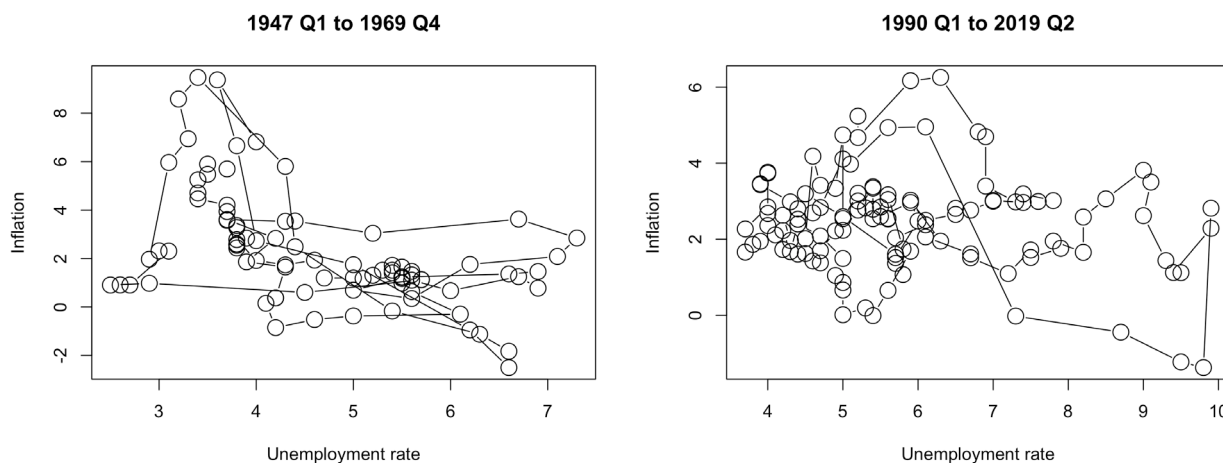 1947 Q1 to 1969 Q4
Inflation
8
6
4
2
0
-2
3 4 5 6 7
Unemployment rate
1990 Q1 to 2019 Q2
Inflation
6
4
2
0
4 5 6 7 8 9 10
Unemployment rate